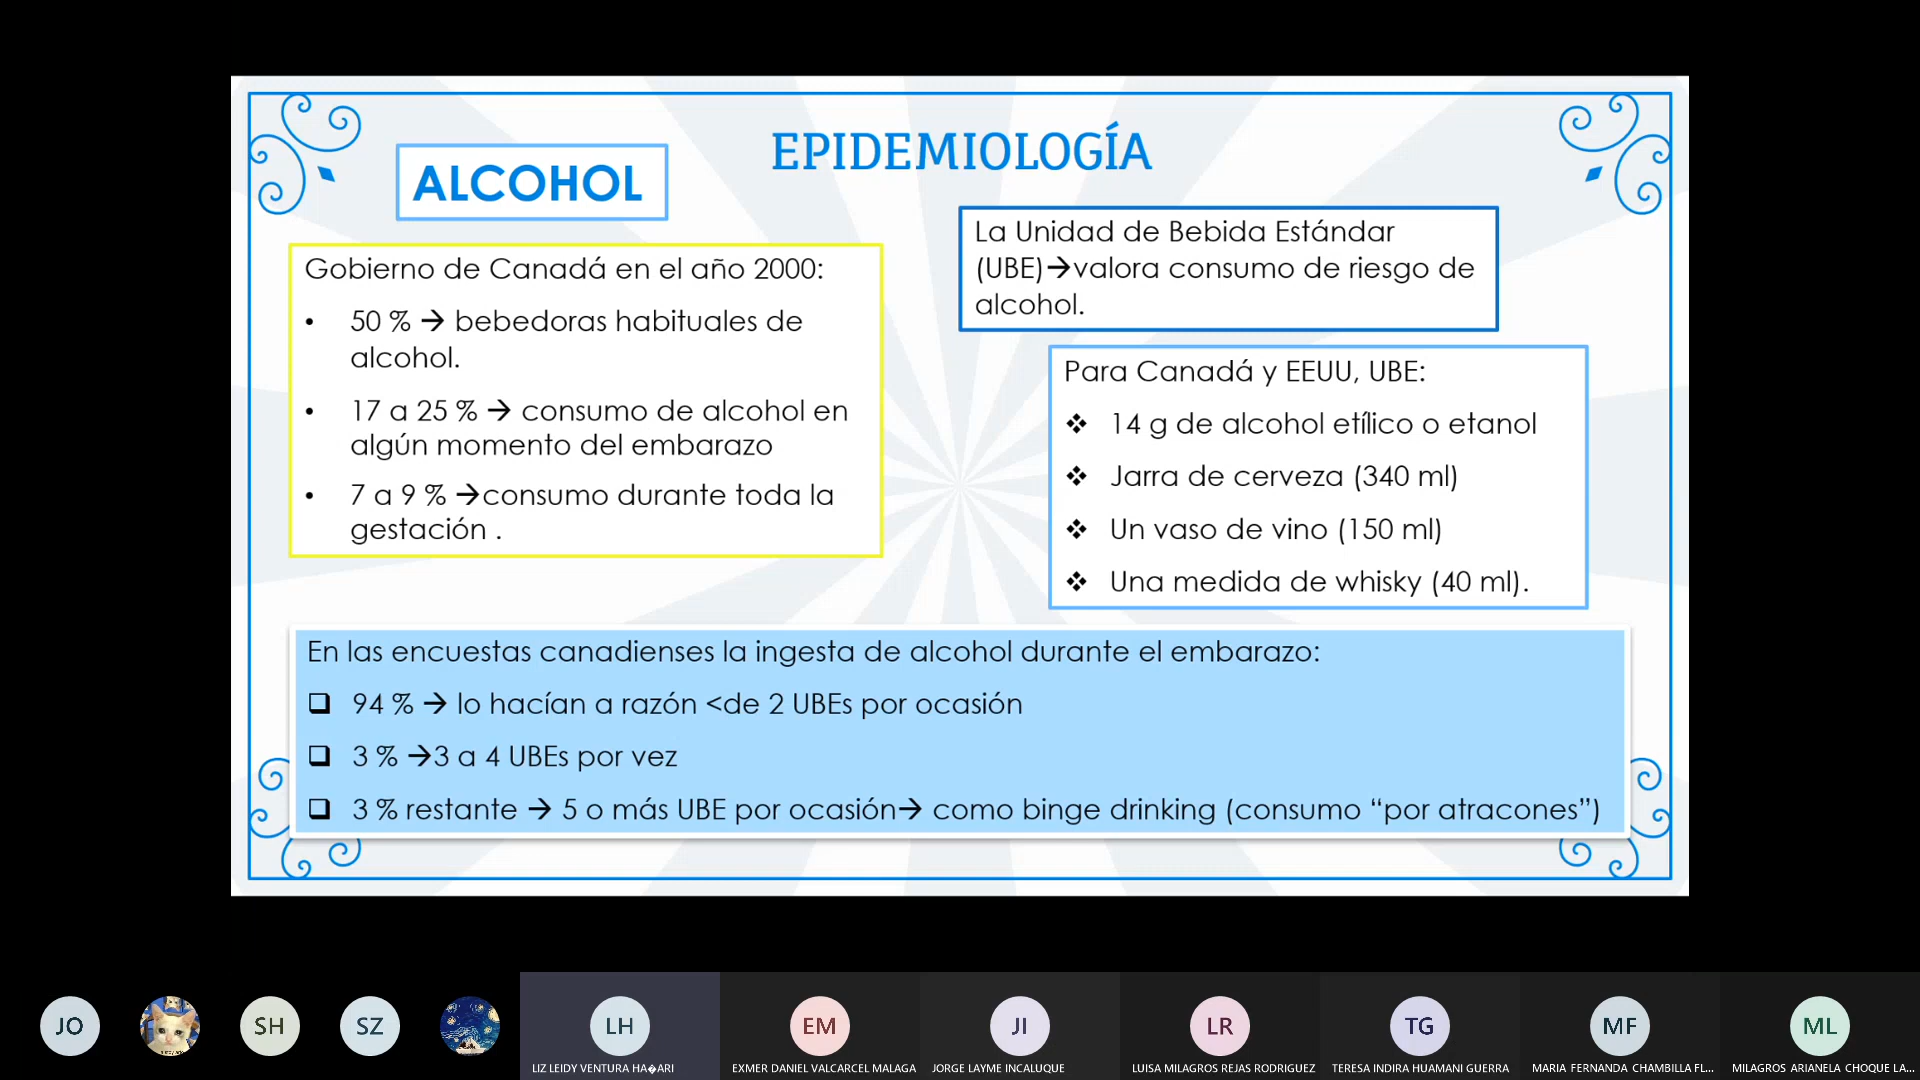 EPIDEMIOLOGÍA
ALCOHOL
Gobierno de Canadá en el año 2000:
• 50 % → bebedoras habituales de
alcohol.
• 17 a 25 % → consumo de alcohol en
algún momento del embarazo
• 7 a 9 % →consumo durante toda la
gestación .
La Unidad de Bebida Estándar
(UBE)→valora consumo de riesgo de
alcohol.
Para Canadá y EEUU, UBE:
❖ 14 g de alcohol etílico o etanol
❖ Jarra de cerveza (340 ml)
❖ Un vaso de vino (150 ml)
❖ Una medida de whisky (40 ml).
En las encuestas canadienses la ingesta de alcohol durante el embarazo:
❑ 94 % → lo hacían a razón <de 2 UBEs por ocasión
❑ 3 % →3 a 4 UBEs por vez
❑ 3 % restante → 5 o más UBE por ocasión→ como binge drinking (consumo “por atracones”)
JO
SH
SZ
LH
EM
JI
LR
TG
MF
ML
LIZ LEIDY VENTURA HA�ARI
EXMER DANIEL VALCARCEL MALAGA
JORGE LAYME INCALUQUE
LUISA MILAGROS REJAS RODRIGUEZ
TERESA INDIRA HUAMANI GUERRA
MARIA FERNANDA CHAMBILLA FL...
MILAGROS ARIANELA CHOQUE LA...